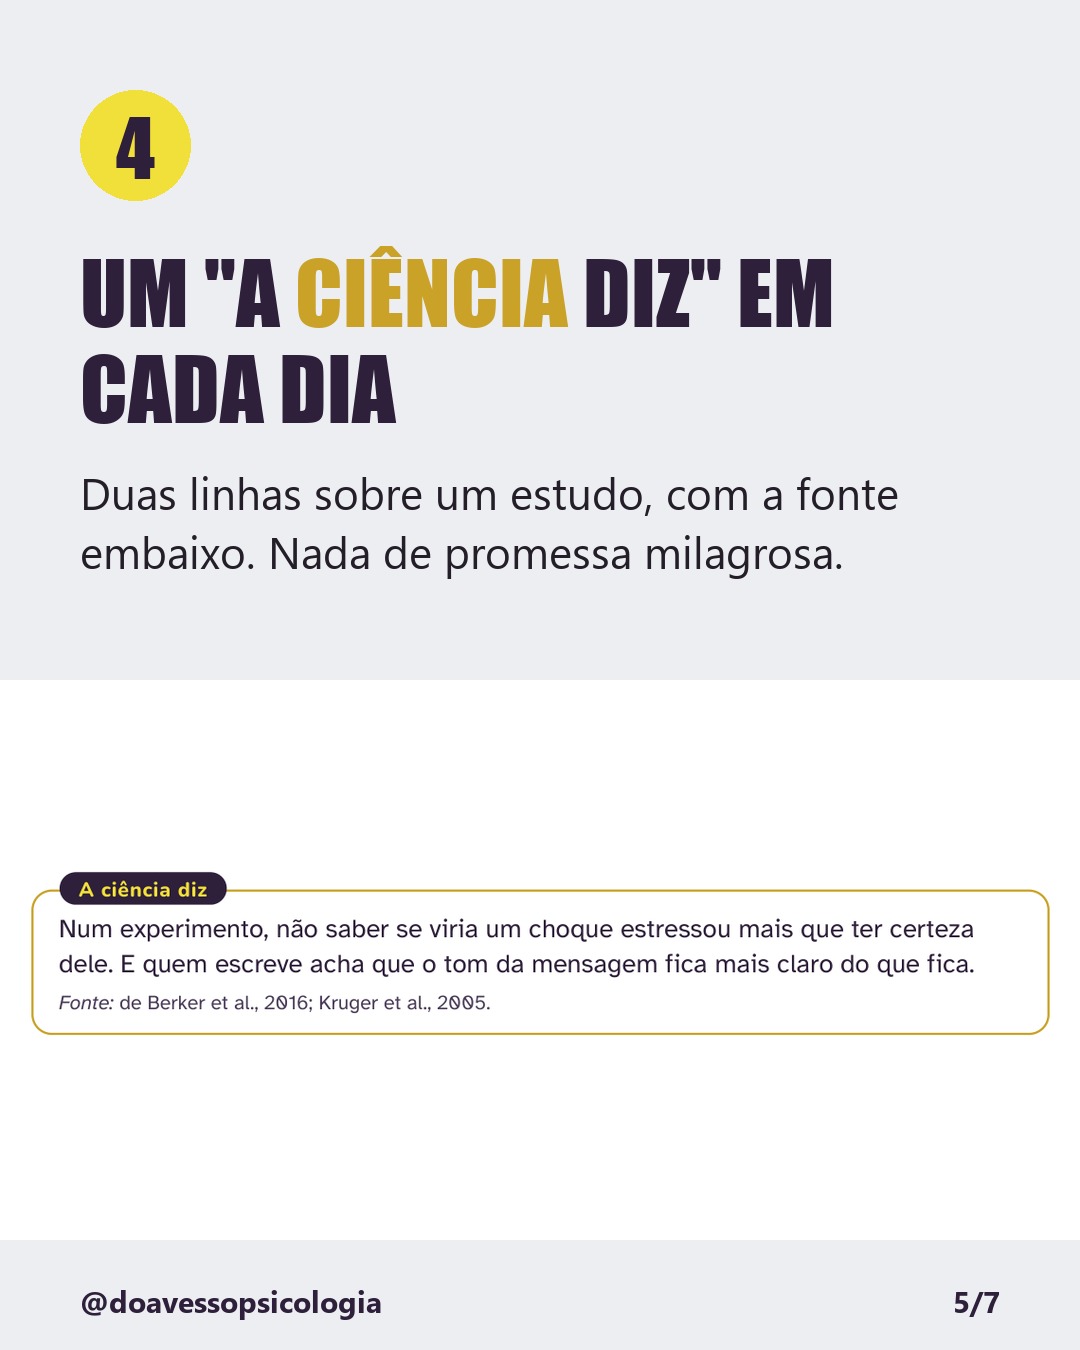 4
UM "A CIÊNCIA DIZ" EM
CADA DIA
Duas linhas sobre um estudo, com a fonte
embaixo. Nada de promessa milagrosa.
A ciência diz
Num experimento, não saber se viria um choque estressou mais que ter certeza
dele. E quem escreve acha que o tom da mensagem fica mais claro do que fica.
Fonte: de Berker et al., 2016; Kruger et al., 2005.
@doavessopsicologia
5/7